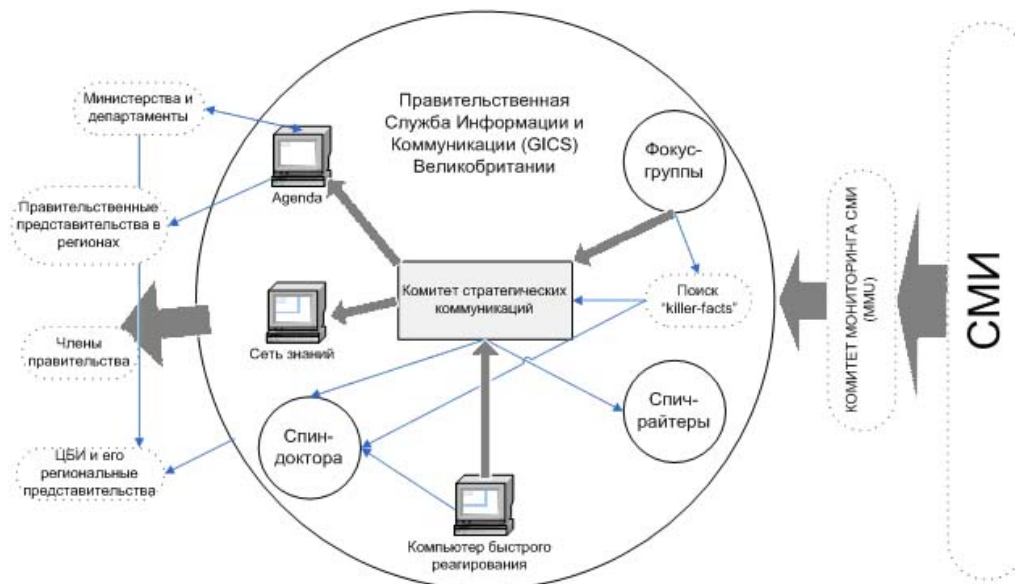 Министерства и
департаменты
Правительственная
Служба Информации и
Коммуникации (GICS)
Великобритании
Фокус-
группы
Agenda
Правительственные
представительства в
регионах
Комитет стратегических
коммуникаций
Поиск
“killer-facts”
КОМИТЕТ МОНИТОРИНГА СМИ
(MMU)
СМИ
Сеть знаний
Члены
правительства
Спич-
райтеры
Спин-
доктора
ЦБИ и его
региональные
представительства
Компьютер быстрого
реагирования